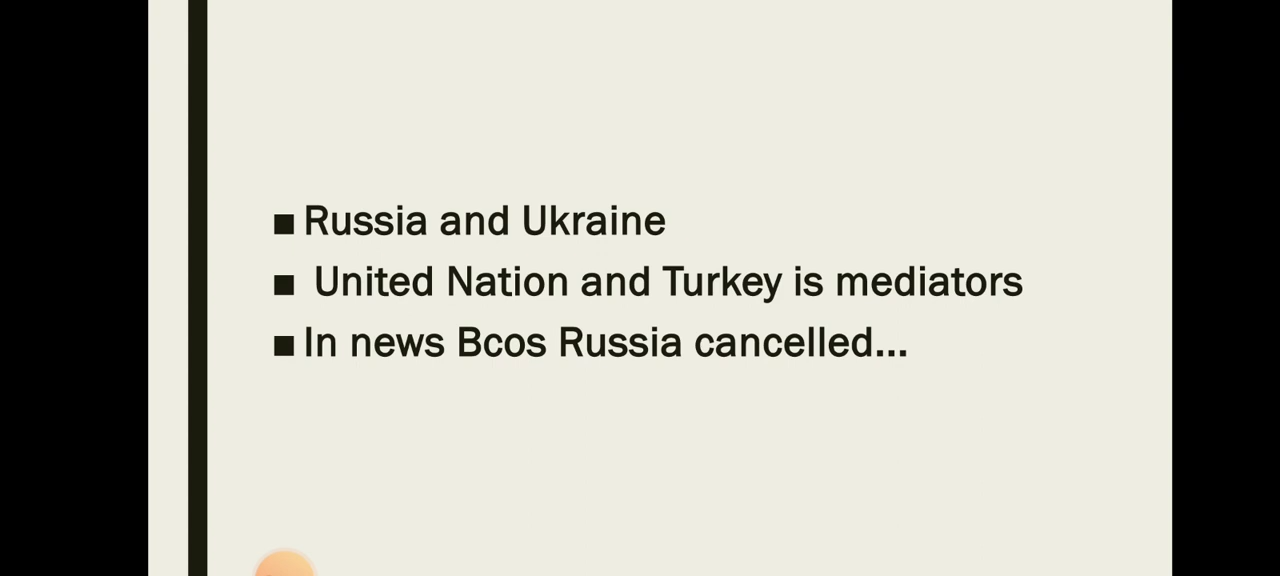 ■ Russia and Ukraine
■ United Nation and Turkey is mediators
■ In news Bcos Russia cancelled...